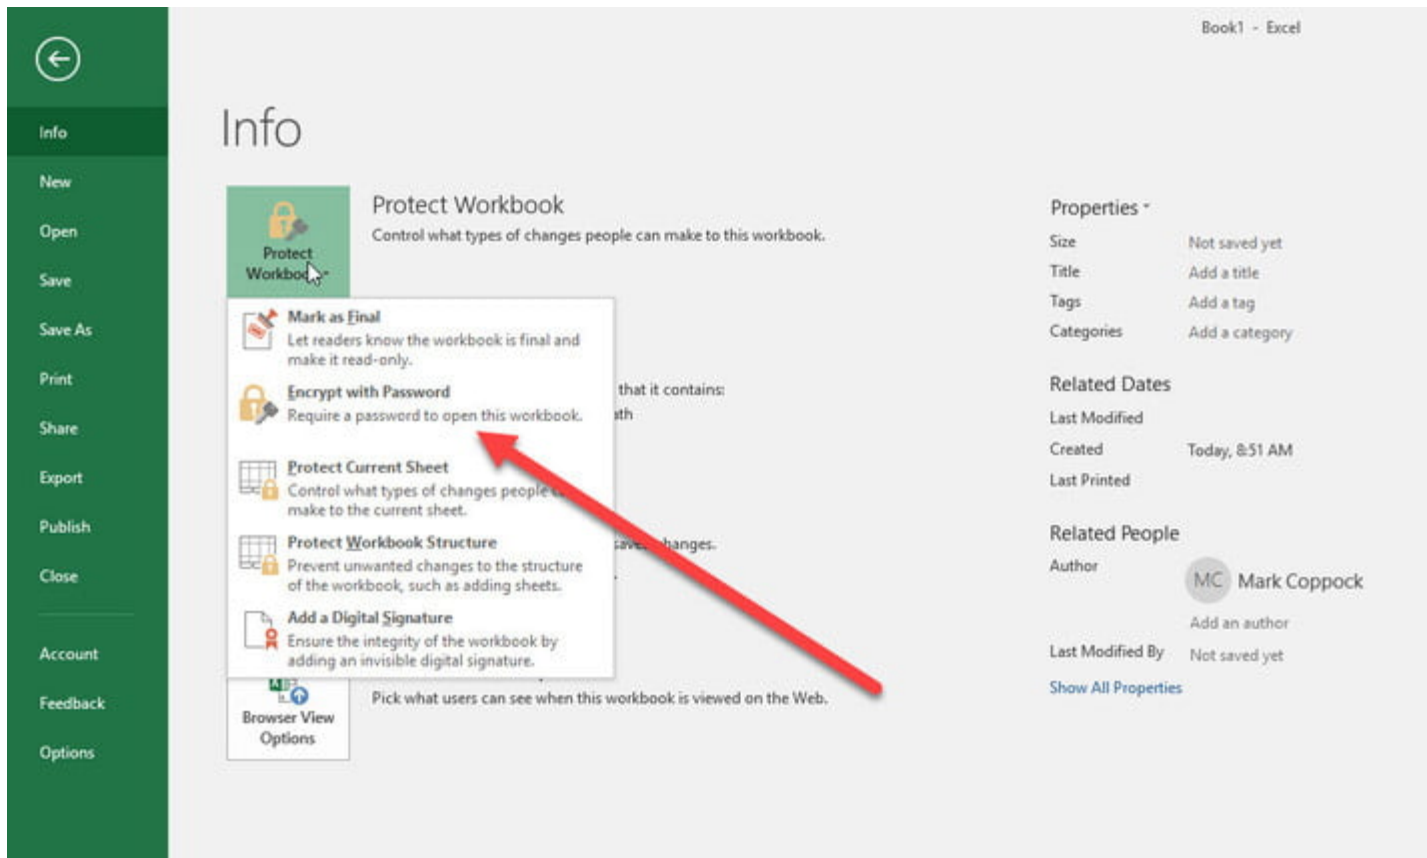 Book1 - Excel
Info
New
Open
Save
Save As
Print
Share
Export
Publish
Close
Account
Feedback
Options
Info
Protect
Protect Workbook
Control what types of changes people can make to this workbook.
Mark as Final
Let readers know the workbook is final and
make it read-only.
Encrypt with Password
Require a password to open this workbook.
Protect Current Sheet
Control what types of changes people
make to the current sheet.
Protect Workbook Structure
Prevent unwanted changes to the structure
of the workbook, such as adding sheets.
Add a Digital Signature
Ensure the integrity of the workbook by
adding an invisible digital signature.
that it contains:
changes.
Browser View
Options
Pick what users can see when this workbook is viewed on the Web.
Properties
Size Not saved yet
Title Add a title
Tags Add a tag
Categories Add a category
Related Dates
Last Modified
Created Today, 8:51 AM
Last Printed
Related People
Author MC Mark Coppock
Add an author
Last Modified By Not saved yet
Show All Properties